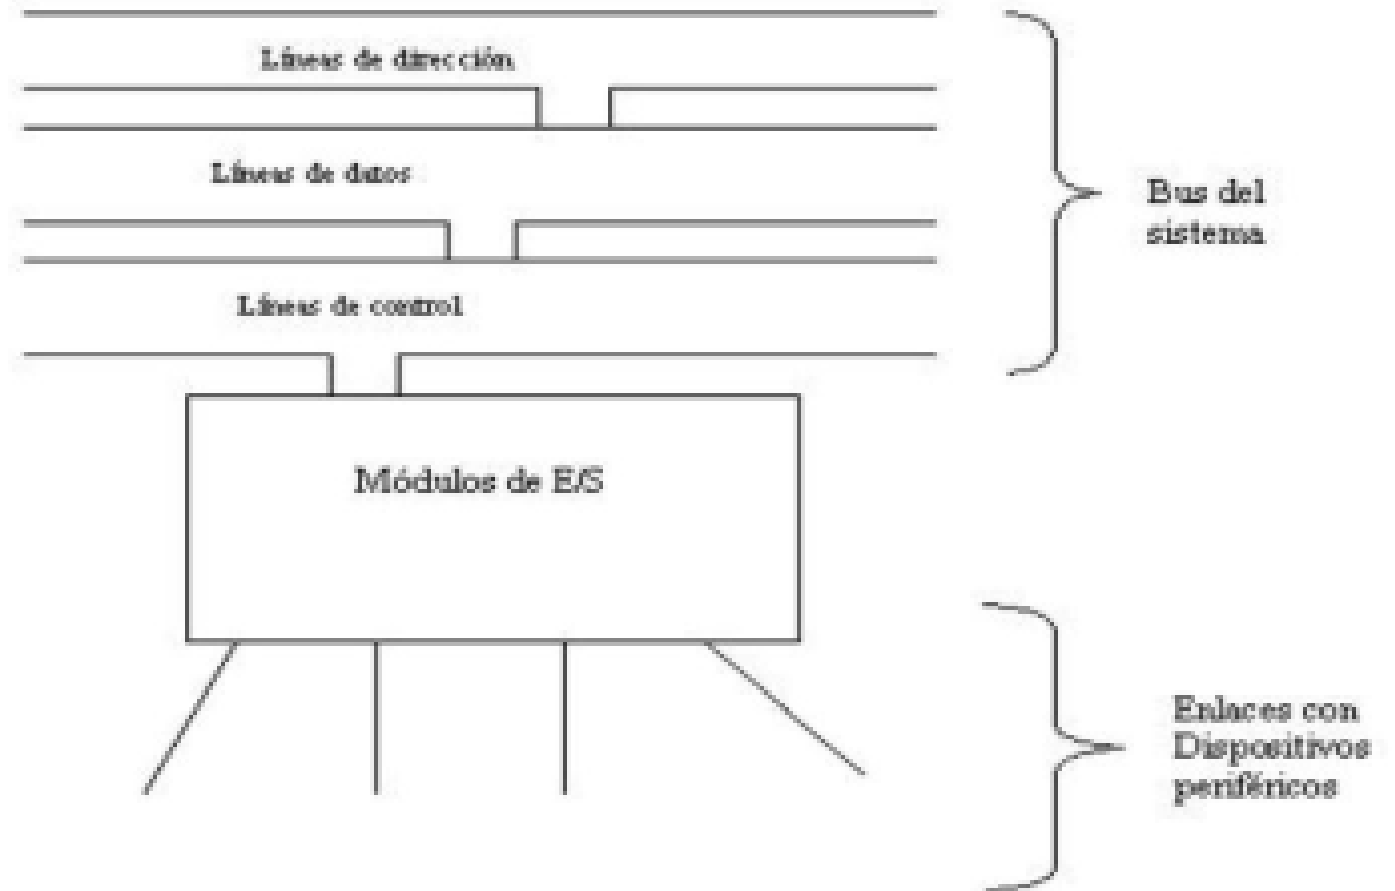 Líneas de dirección
Líneas de datos
Bus del
sistema
Líneas de control
Módulos de E/S
Enlaces con
Dispositivos
periféricos